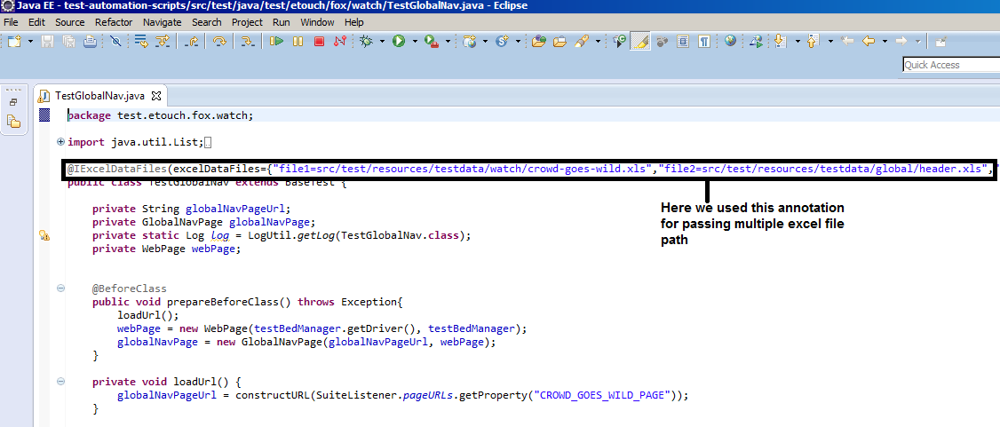 Java EE - test-automation-scripts/src/test/java/test/etouch/fox/watch/TestGlobalNav.java - Eclipse
File Edit Source Refactor Navigate Search Project Run Window Help
Quick Access
TestGlobalNav.java
package test.etouch.fox.watch;
import java.util.List;
@IExcelDataFiles(excelDataFiles={"file1=src/test/resources/testdata/watch/crowd-goes-wild.xls","file2=src/test/resources/testdata/global/header.xls","
public class TestGlobalNav extends BaseTest {
private String globalNavPageUrl;
private GlobalNavPage globalNavPage;
private static Log log = LogUtil.getLog(TestGlobalNav.class);
private WebPage webPage;
Here we used this annotation
for passing multiple excel file
path
@BeforeClass
public void prepareBeforeClass() throws Exception{
loadUrl();
webPage = new WebPage(testBedManager.getDriver(), testBedManager);
globalNavPage = new GlobalNavPage(globalNavPageUrl, webPage);
}
private void loadUrl() {
globalNavPageUrl = constructURL(SuiteListener.pageURLs.getProperty("CROWD_GOES_WILD_PAGE"));
}